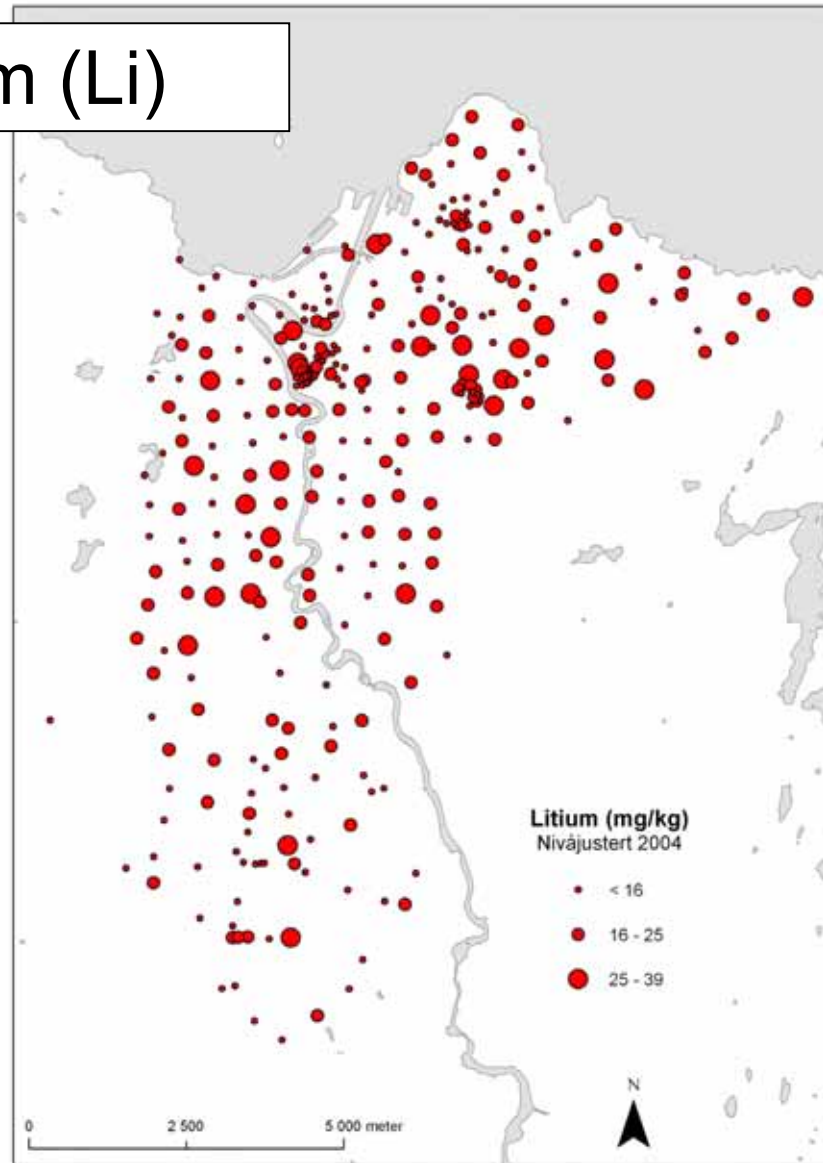 m (Li)
Litium (mg/kg)
Nivåjustert 2004
< 16
16 - 25
25 - 39
N
0 2 500 5 000 meter